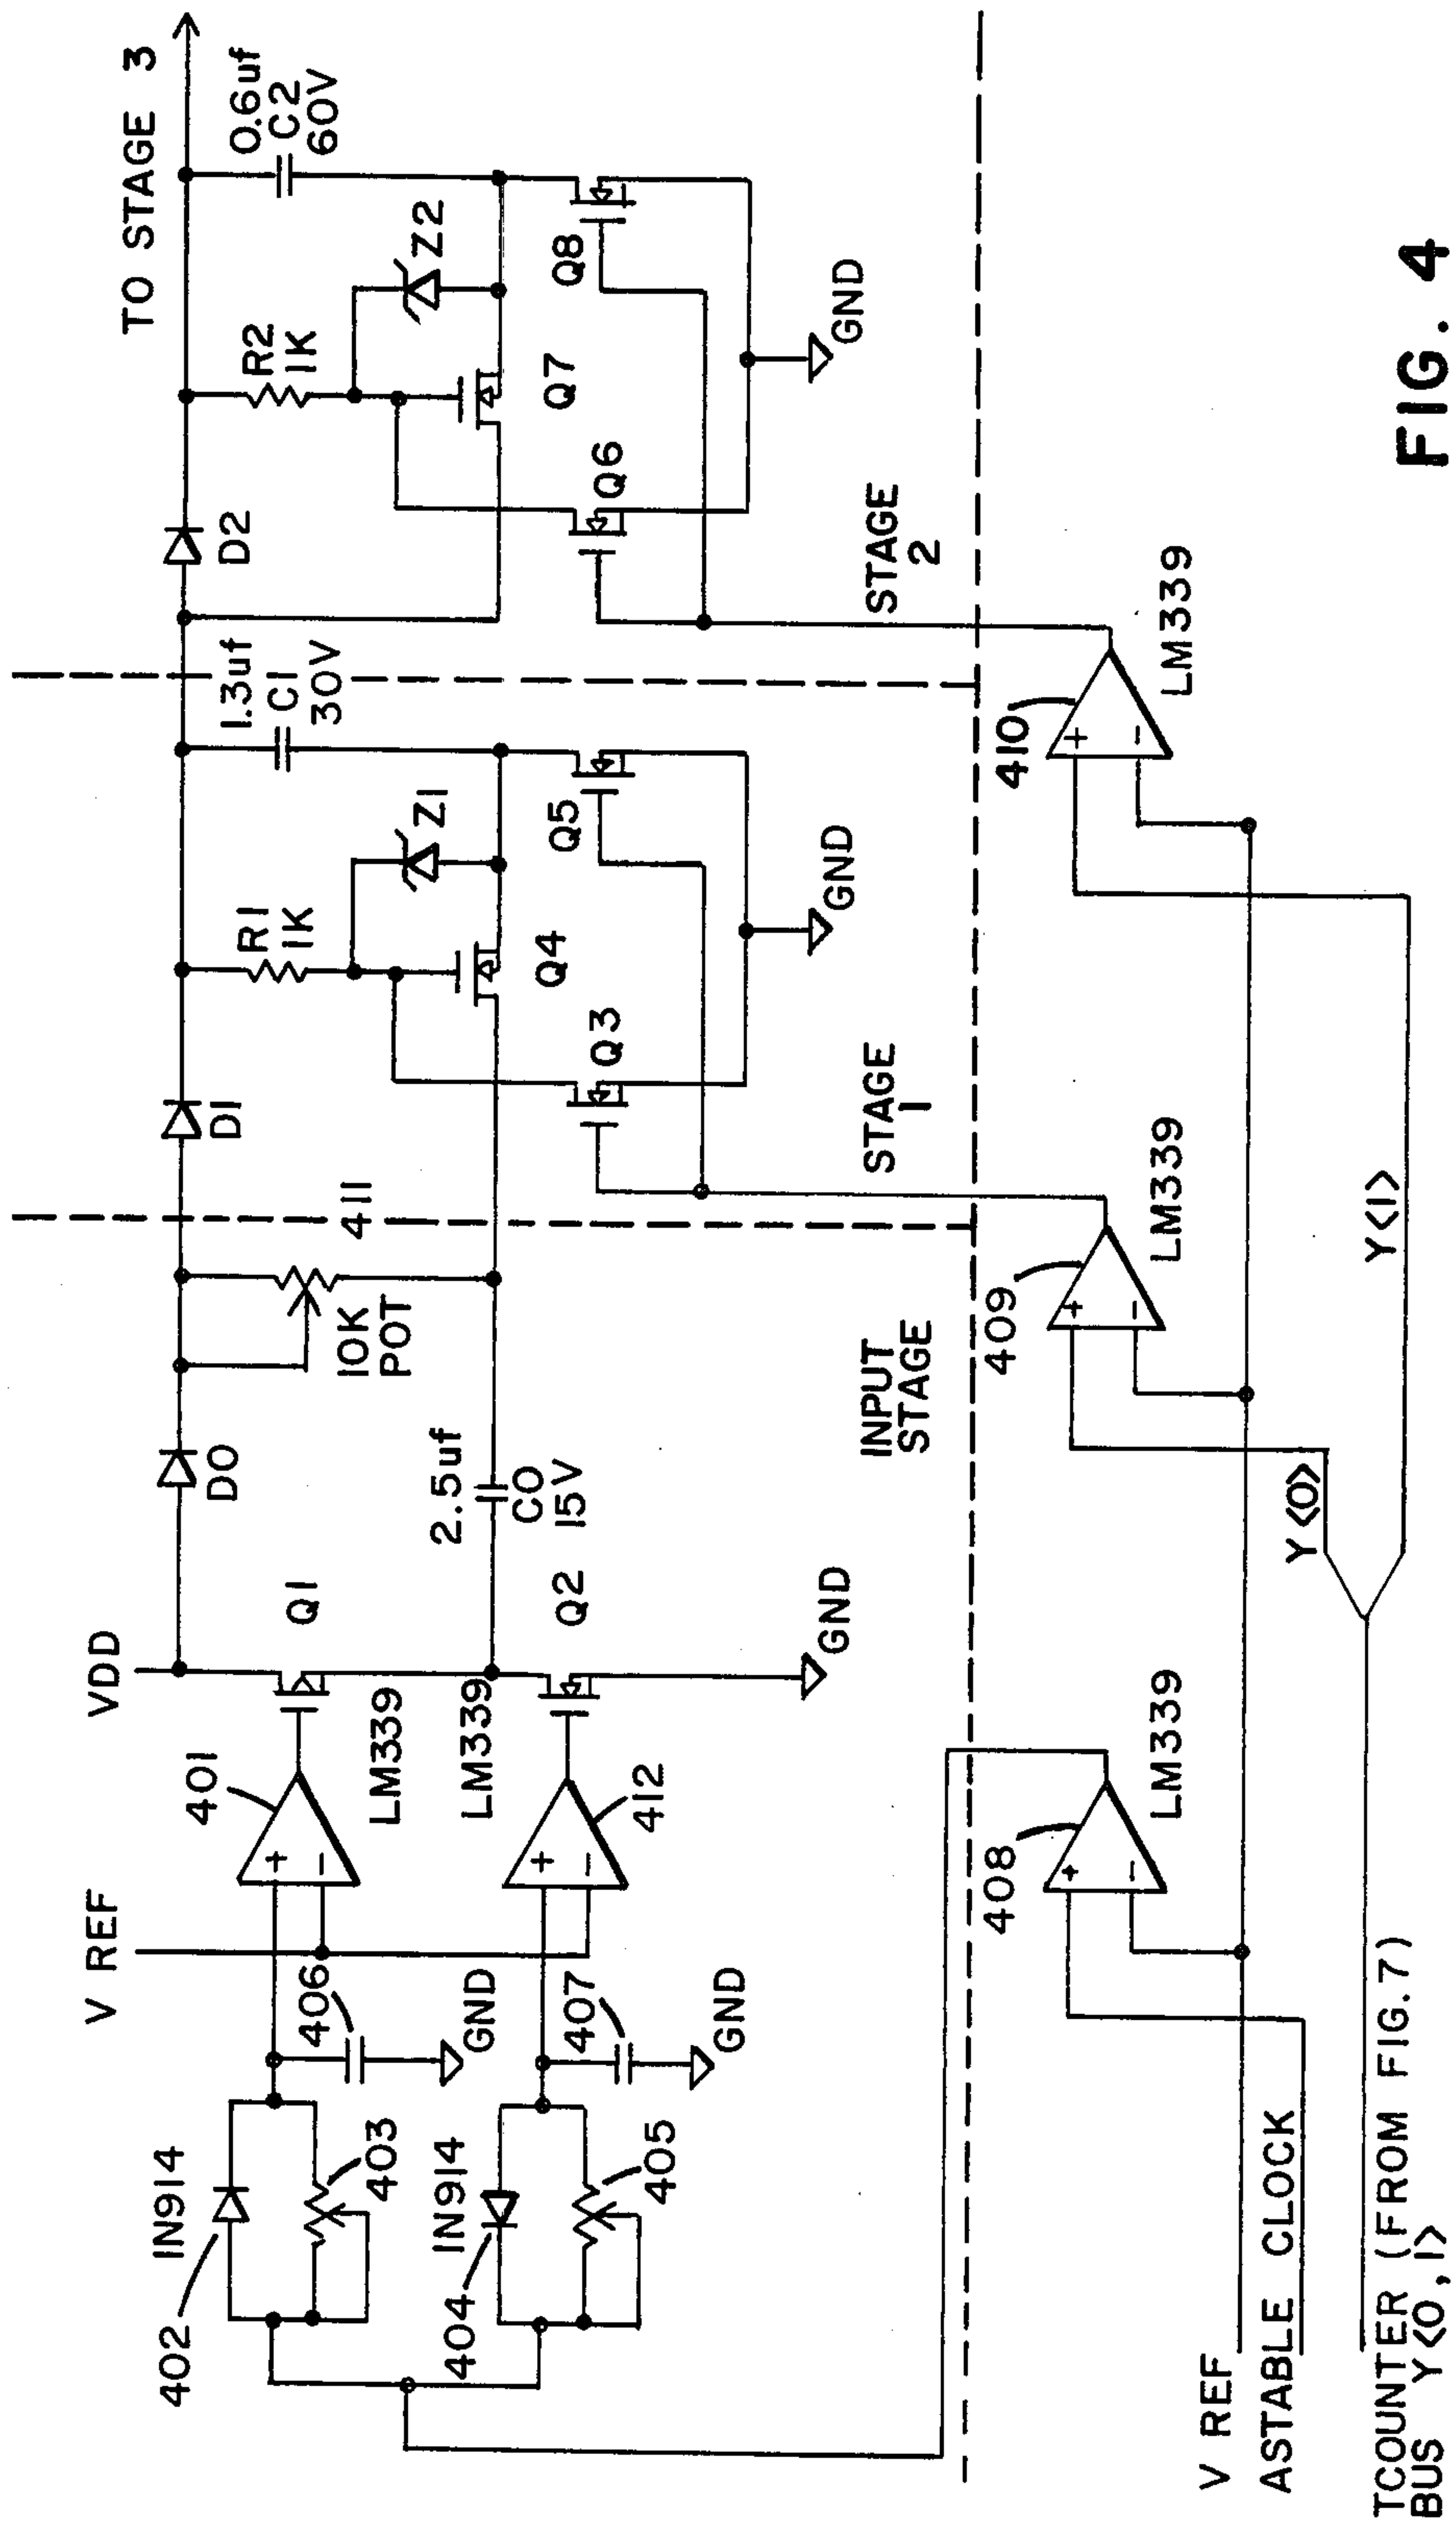 VDD
V REF
401
Q1
LM339
LM339
412
Q2
GND
1N914
402
403
406
GND
1N914
404
405
407
GND
D0
2.5uf
C0
15V
10K
POT
411
INPUT
STAGE
D1
R1
1K
Z1
1.3uf
C1
30V
Q3
Q4
Q5
GND
STAGE
1
D2
R2
1K
Z2
0.6uf
C2
60V
TO STAGE 3
Q6
Q7
Q8
GND
STAGE
2
408
LM339
409
LM339
410
LM339
V REF
ASTABLE CLOCK
TCOUNTER (FROM FIG.7)
BUS Y<0,1>
Y<0>
Y<1>
FIG. 4